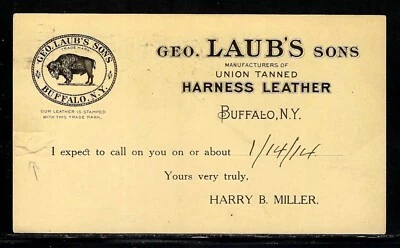 GEO. LAUB'S SONS
TRADE MARK
BUFFALO, N.Y.
OUR LEATHER IS STAMPED
WITH THIS TRADE MARK.
GEO. LAUB'S SONS
MANUFACTURERS OF
UNION TANNED
HARNESS LEATHER
BUFFALO, N.Y.
I expect to call on you on or about 1/14/14
Yours very truly,
HARRY B. MILLER.